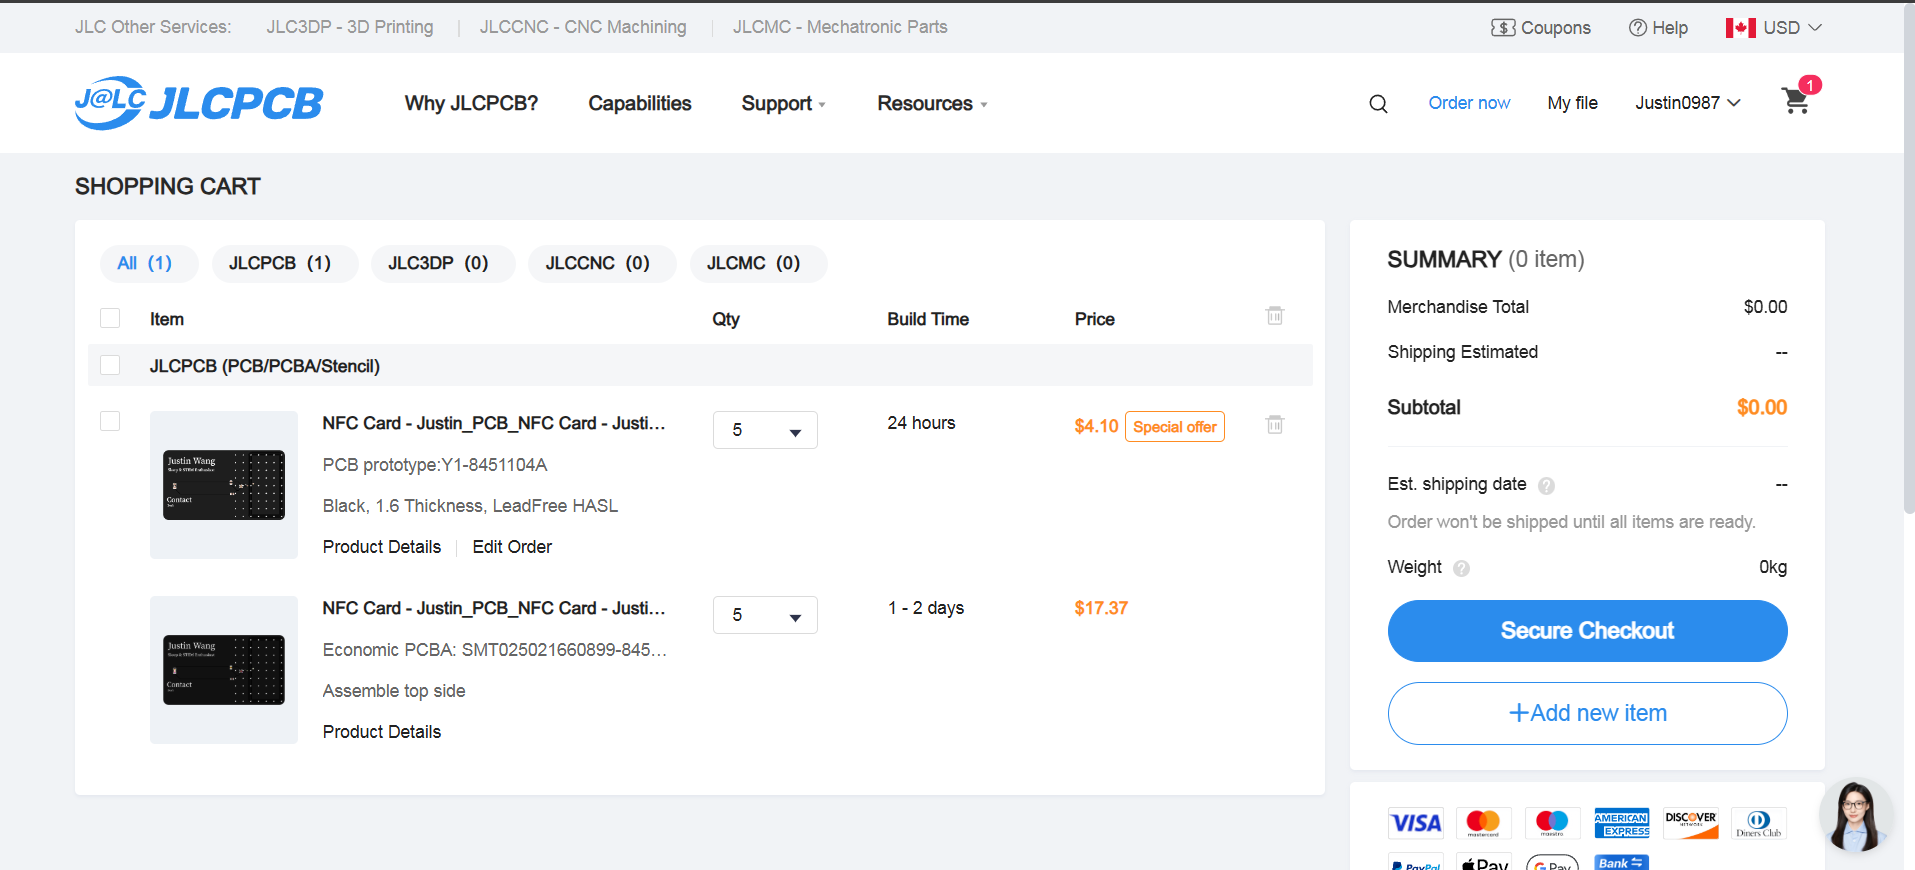 JLC Other Services: JLC3DP - 3D Printing JLCCNC - CNC Machining JLCMC - Mechatronic Parts
Coupons Help USD
J@LC JLCPCB Why JLCPCB? Capabilities Support Resources
Order now My file Justin0987 1
SHOPPING CART
All (1) JLCPCB (1) JLC3DP (0) JLCCNC (0) JLCMC (0)
Item Qty Build Time Price
JLCPCB (PCB/PCBA/Stencil)
NFC Card - Justin_PCB_NFC Card - Justi... 5 24 hours $4.10 Special offer
PCB prototype:Y1-8451104A
Black, 1.6 Thickness, LeadFree HASL
Product Details Edit Order
Justin Wang
Contact
NFC Card - Justin_PCB_NFC Card - Justi... 5 1 - 2 days $17.37
Economic PCBA: SMT025021660899-845...
Assemble top side
Product Details
Justin Wang
Contact
SUMMARY (0 item)
Merchandise Total $0.00
Shipping Estimated --
Subtotal $0.00
Est. shipping date ? --
Order won't be shipped until all items are ready.
Weight ? 0kg
Secure Checkout
+Add new item
VISA mastercard maestro AMERICAN EXPRESS DISCOVER NETWORK Diners Club
PayPal Pay G Pay Bank